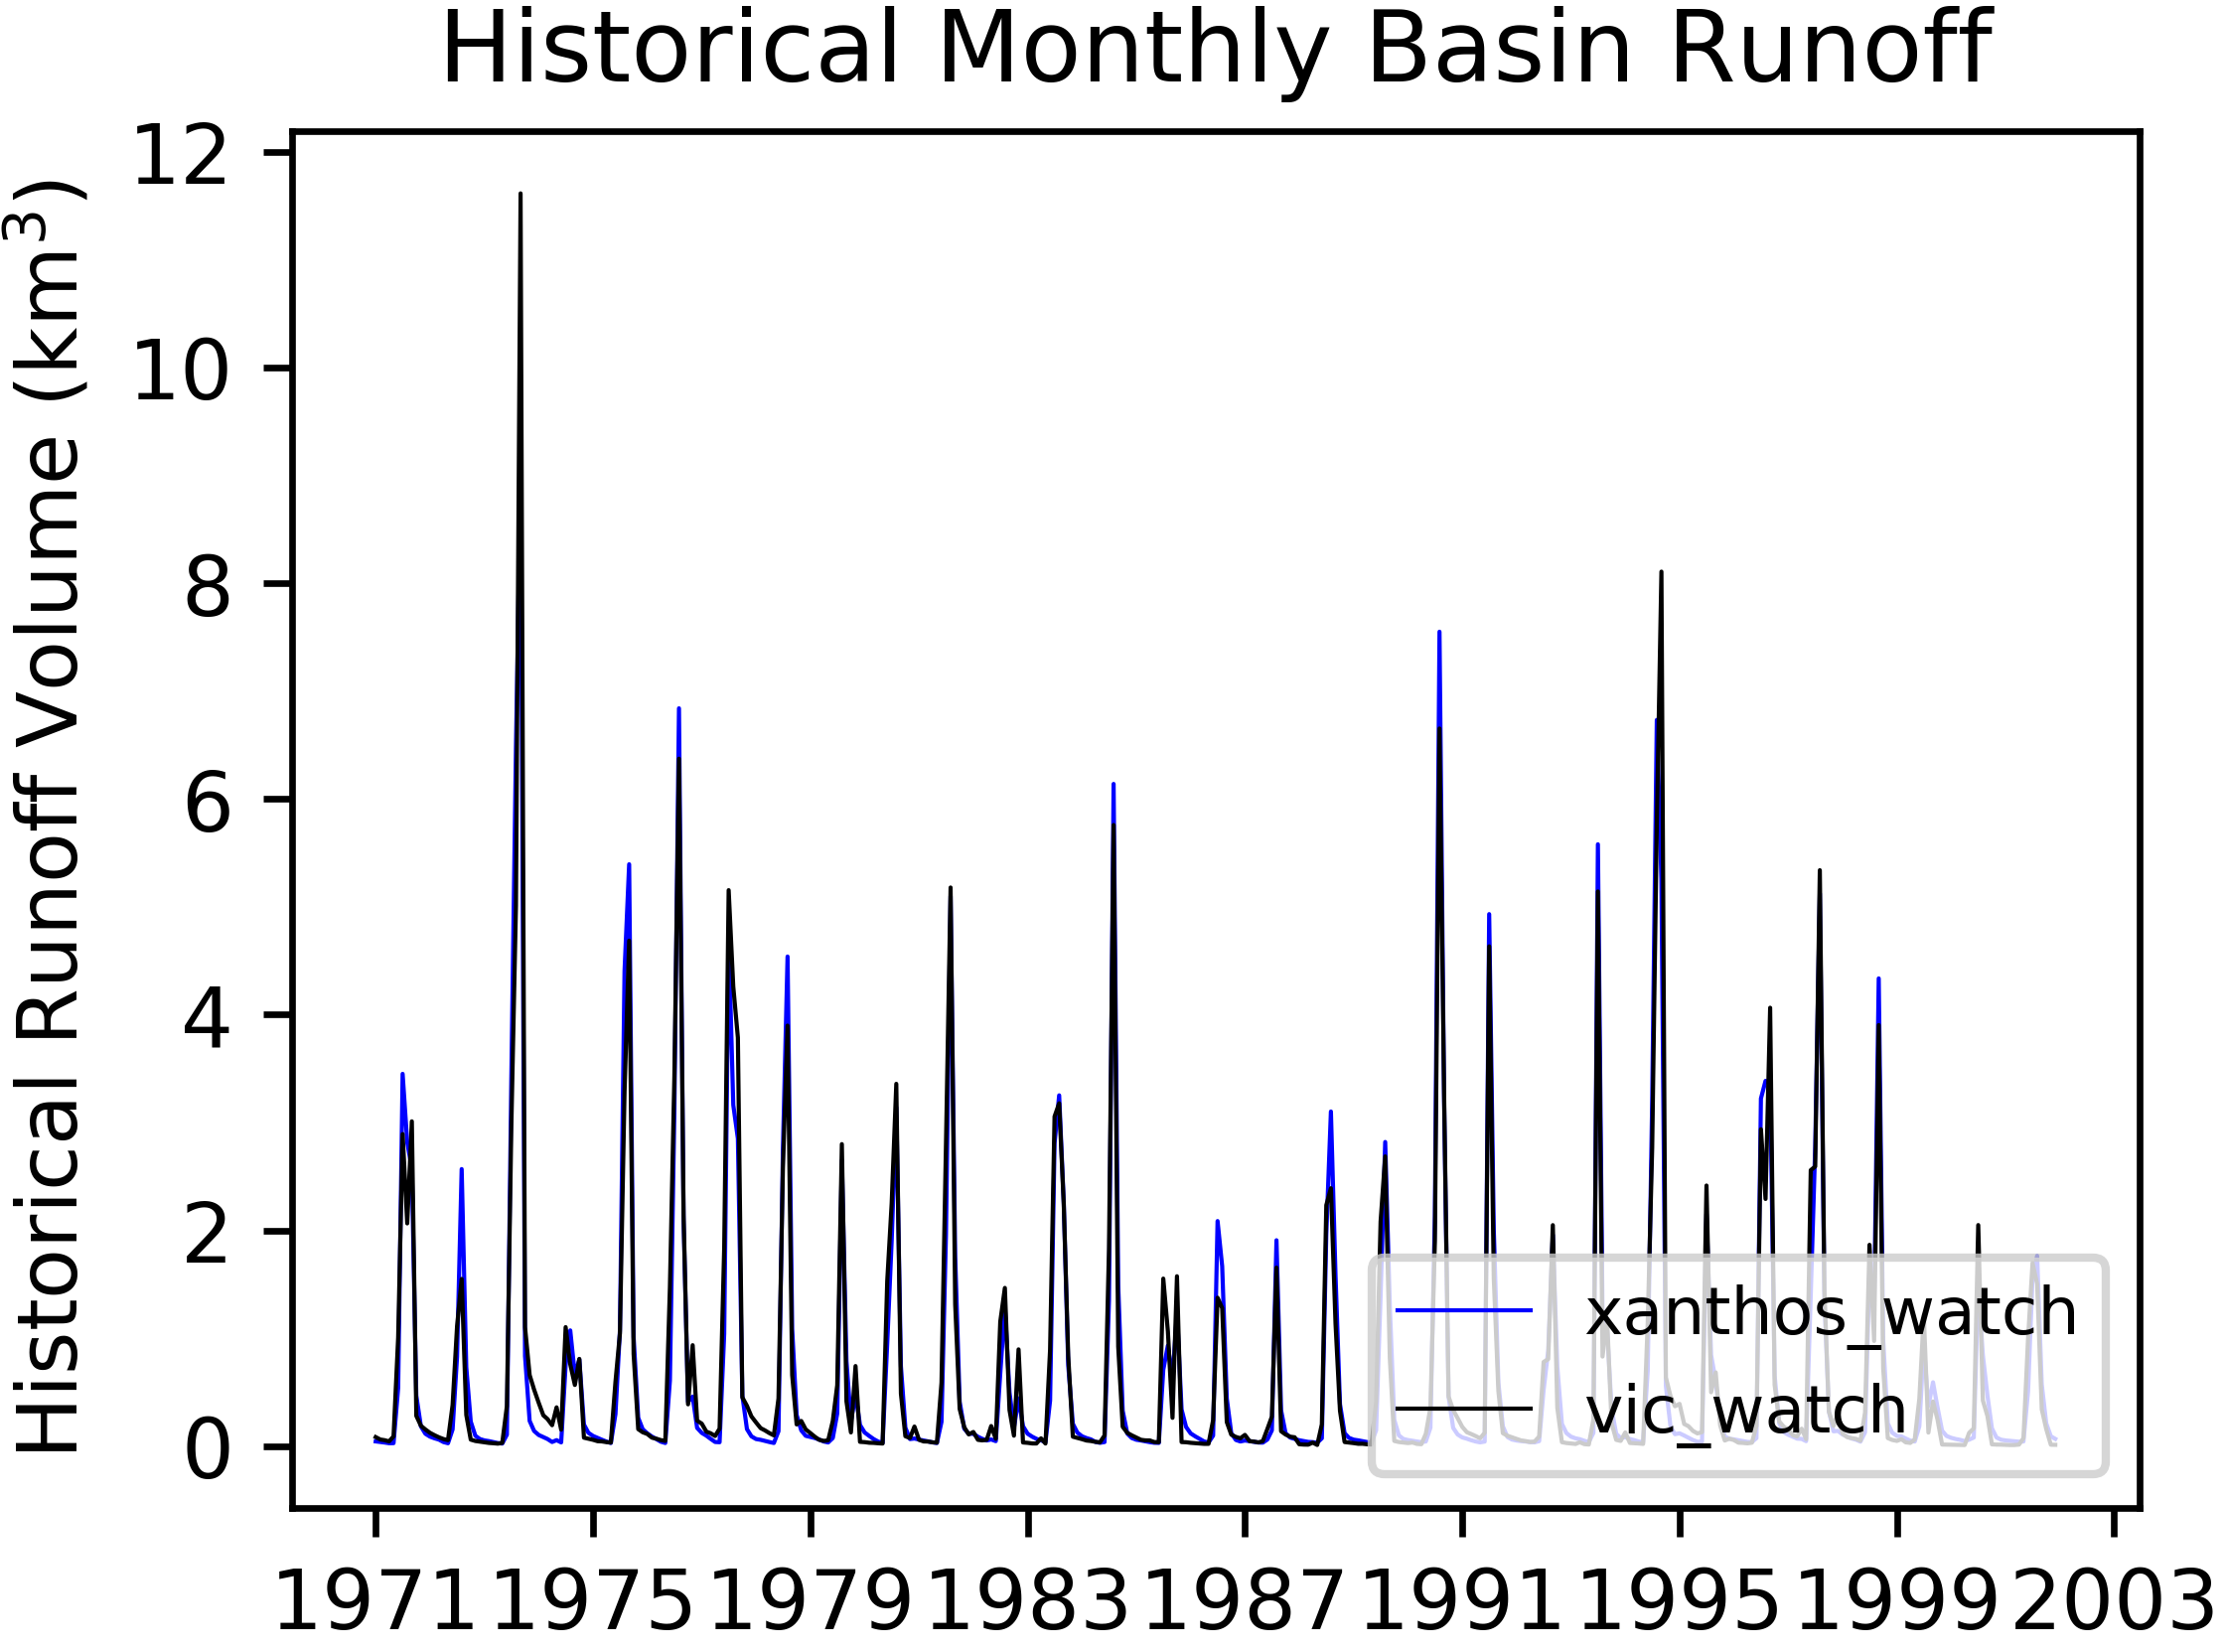 Historical Monthly Basin Runoff
Historical Runoff Volume (km³)
12
10
8
6
4
2
0
xanthos_watch
vic_watch
1971 1975 1979 1983 1987 1991 1995 1999 2003